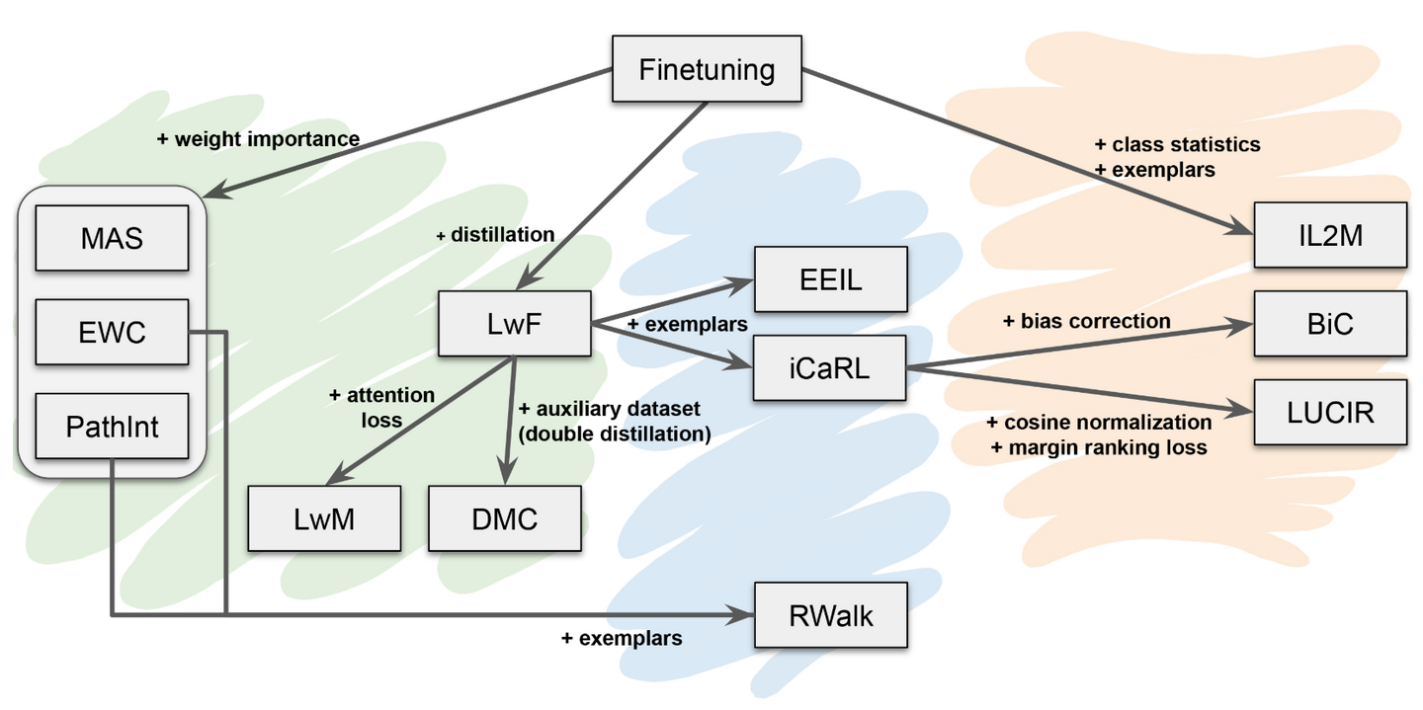 Finetuning
+ weight importance
+ class statistics
+ exemplars
MAS
+ distillation
IL2M
EEIL
EWC
LwF
+ exemplars
+ bias correction
BiC
iCaRL
+ attention
loss
+ auxiliary dataset
(double distillation)
PathInt
LUCIR
+ cosine normalization
+ margin ranking loss
LwM
DMC
RWalk
+ exemplars